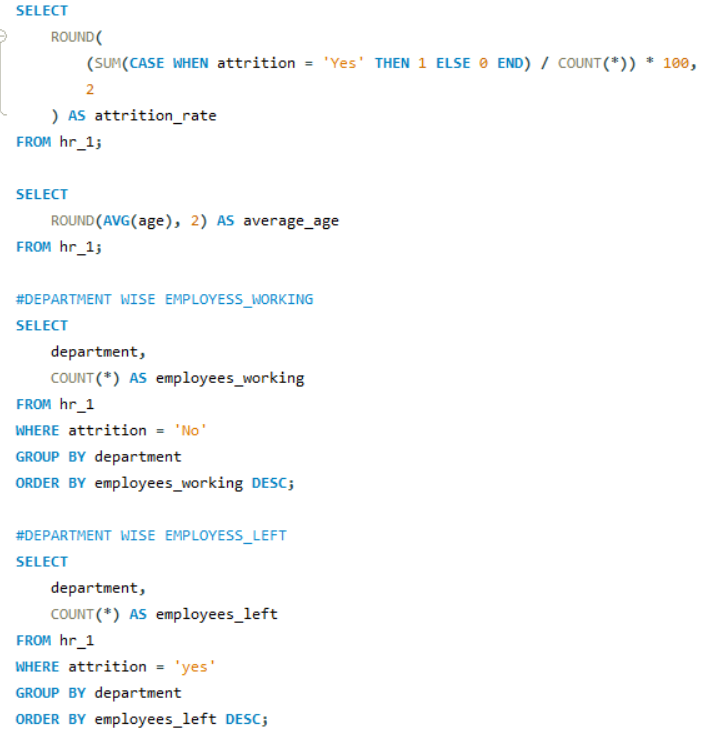 SELECT
ROUND(
(SUM(CASE WHEN attrition = 'Yes' THEN 1 ELSE 0 END) / COUNT(*)) * 100,
2
) AS attrition_rate
FROM hr_1;
SELECT
ROUND(AVG(age), 2) AS average_age
FROM hr_1;
#DEPARTMENT WISE EMPLOYESS_WORKING
SELECT
department,
COUNT(*) AS employees_working
FROM hr_1
WHERE attrition = 'No'
GROUP BY department
ORDER BY employees_working DESC;
#DEPARTMENT WISE EMPLOYESS_LEFT
SELECT
department,
COUNT(*) AS employees_left
FROM hr_1
WHERE attrition = 'yes'
GROUP BY department
ORDER BY employees_left DESC;